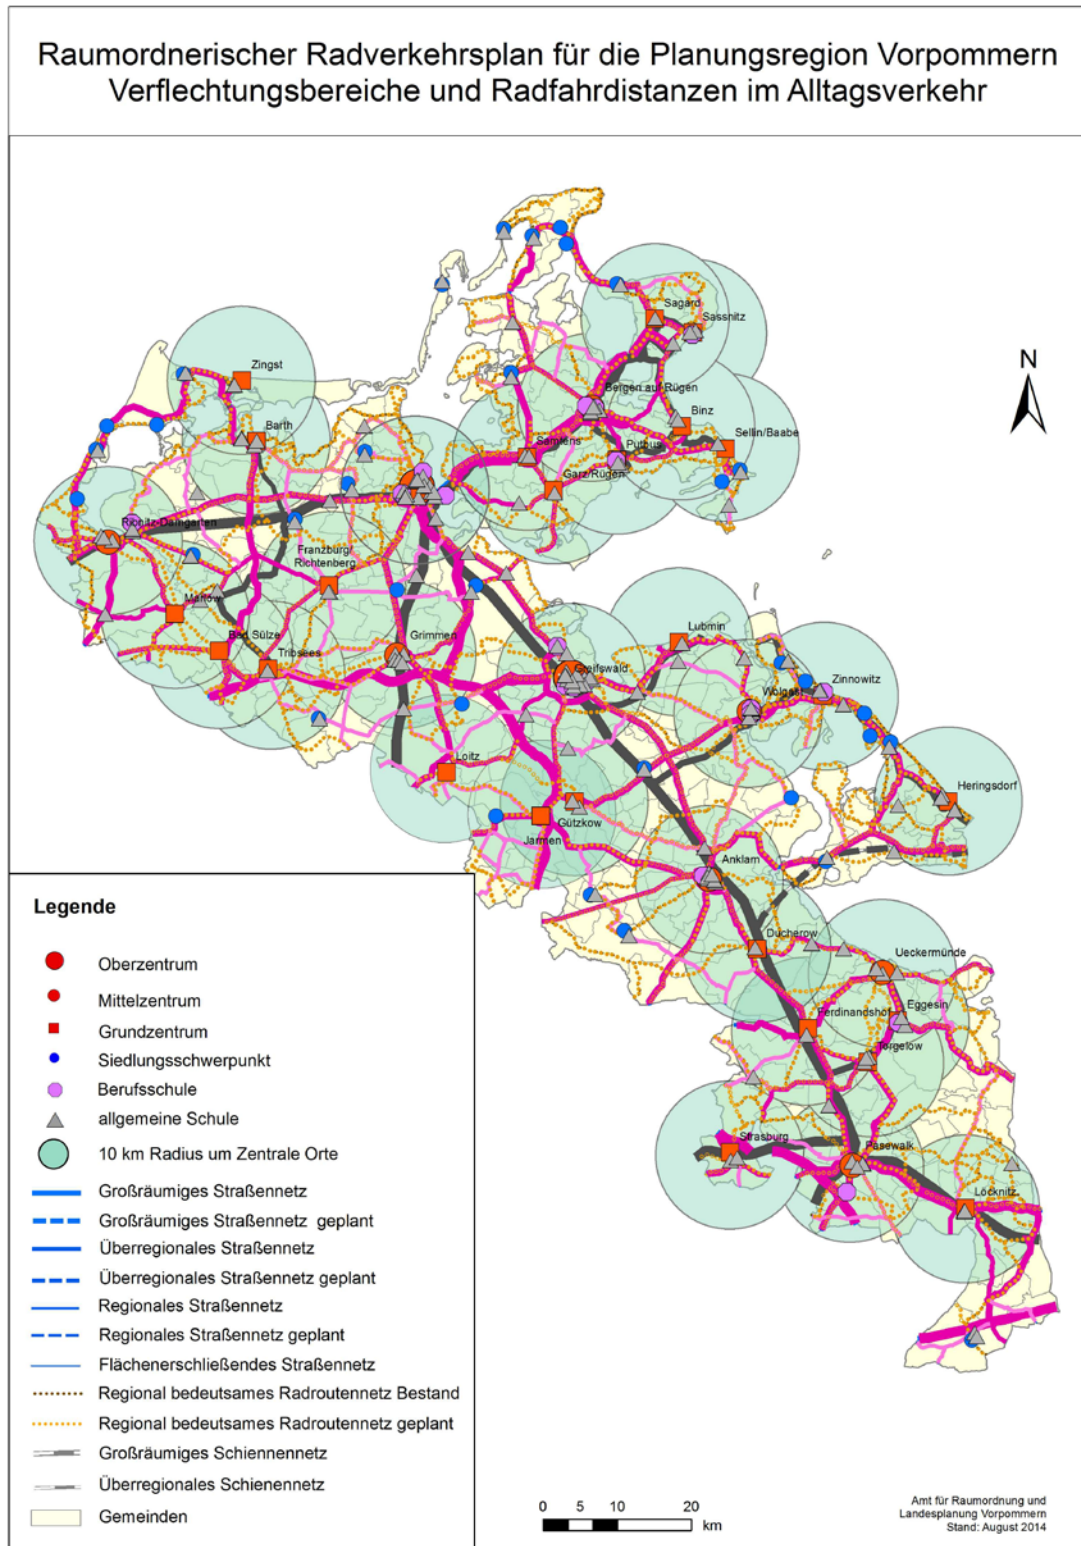 Raumordnerischer Radverkehrsplan für die Planungsregion Vorpommern
Verflechtungsbereiche und Radfahrdistanzen im Alltagsverkehr
N
Sagard
Sassnitz
Zingst
Bergen auf Rügen
Binz
Barth
Sellin/Baabe
Samtens
Putbus
Garz/Rügen
Ribnitz-Damgarten
Franzburg/
Richtenberg
Marlow
Lubmin
Bad Sülze
Grimmen
Tribsees
Greifswald
Zinnowitz
Wolgast
Loitz
Heringsdorf
Gützkow
Jarmen
Anklam
Ducherow
Ueckermünde
Eggesin
Ferdinandshof
Torgelow
Strasburg
Pasewalk
Löcknitz
Legende
Oberzentrum
Mittelzentrum
Grundzentrum
Siedlungsschwerpunkt
Berufsschule
allgemeine Schule
10 km Radius um Zentrale Orte
Großräumiges Straßennetz
Großräumiges Straßennetz geplant
Überregionales Straßennetz
Überregionales Straßennetz geplant
Regionales Straßennetz
Regionales Straßennetz geplant
Flächenerschließendes Straßennetz
Regional bedeutsames Radroutennetz Bestand
Regional bedeutsames Radroutennetz geplant
Großräumiges Schiennennetz
Überregionales Schienennetz
Gemeinden
0 5 10 20
km
Amt für Raumordnung und
Landesplanung Vorpommern
Stand: August 2014